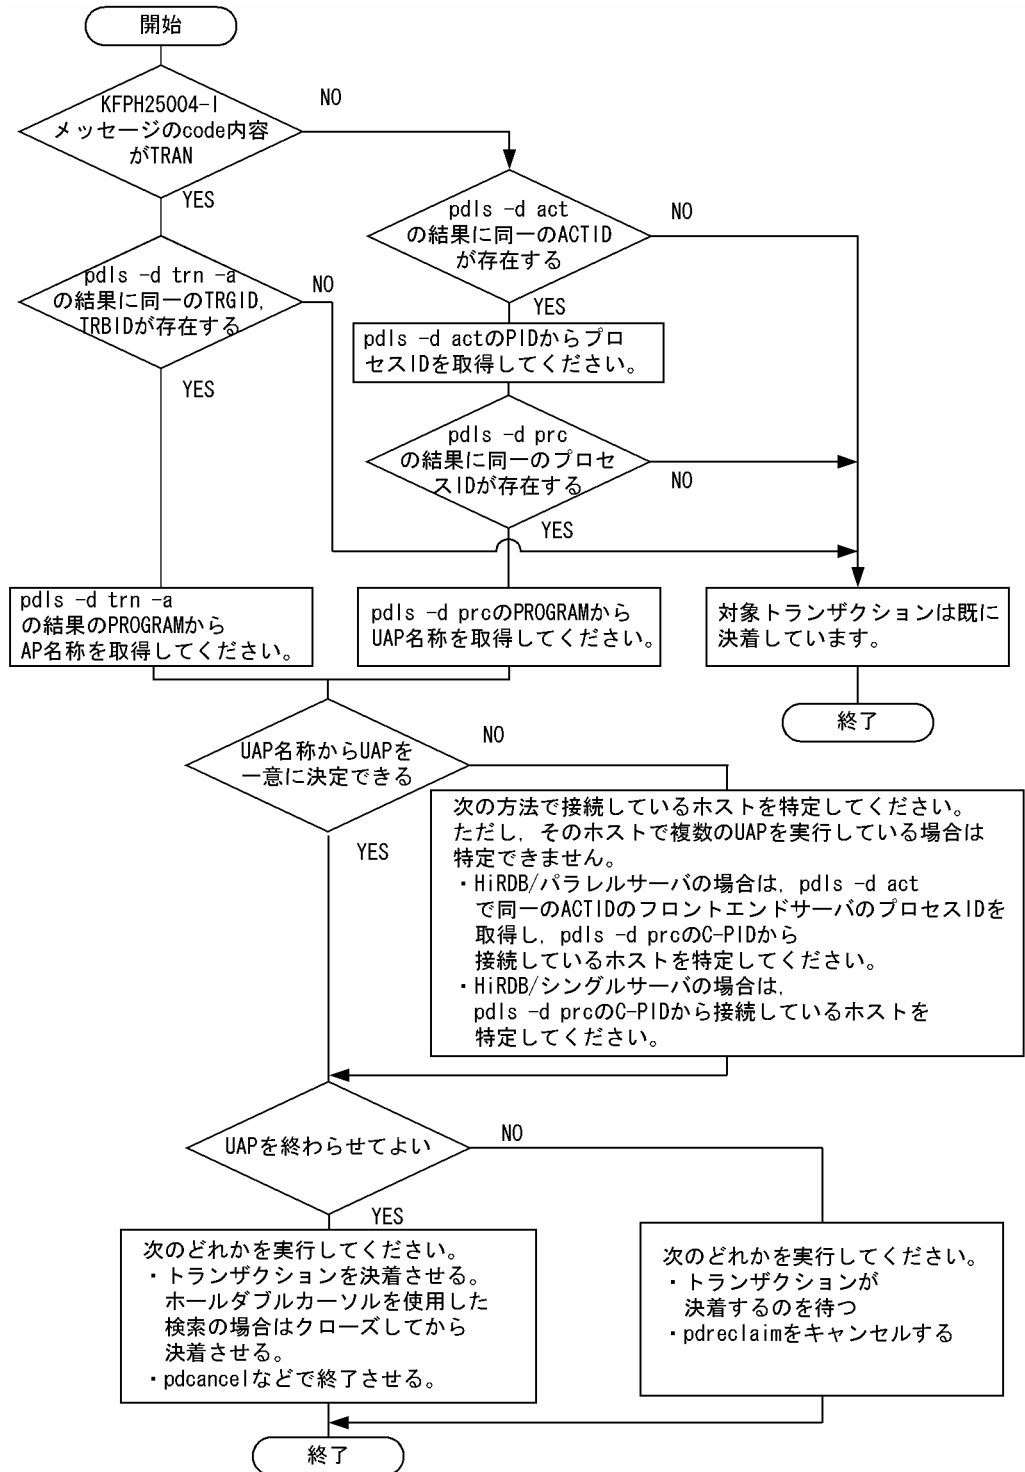 開始
KFPH25004-I
メッセージのcode内容
がTRAN
NO
YES
pdls -d act
の結果に同一のACTID
が存在する
NO
YES
pdls -d trn -a
の結果に同一のTRGID,
TRBIDが存在する
NO
YES
pdls -d actのPIDからプロ
セスIDを取得してください。
pdls -d prc
の結果に同一のプロセ
スIDが存在する
NO
YES
pdls -d trn -a
の結果のPROGRAMから
AP名称を取得してください。
pdls -d prcのPROGRAMから
UAP名称を取得してください。
対象トランザクションは既に
決着しています。
終了
UAP名称からUAPを
一意に決定できる
NO
YES
次の方法で接続しているホストを特定してください。
ただし,そのホストで複数のUAPを実行している場合は
特定できません。
・HiRDB/パラレルサーバの場合は,pdls -d act
で同一のACTIDのフロントエンドサーバのプロセスIDを
取得し,pdls -d prcのC-PIDから
接続しているホストを特定してください。
・HiRDB/シングルサーバの場合は,
pdls -d prcのC-PIDから接続しているホストを
特定してください。
UAPを終わらせてよい
NO
YES
次のどれかを実行してください。
・トランザクションを決着させる。
ホールダブルカーソルを使用した
検索の場合はクローズしてから
決着させる。
・pdcancelなどで終了させる。
次のどれかを実行してください。
・トランザクションが
決着するのを待つ
・pdreclaimをキャンセルする
終了